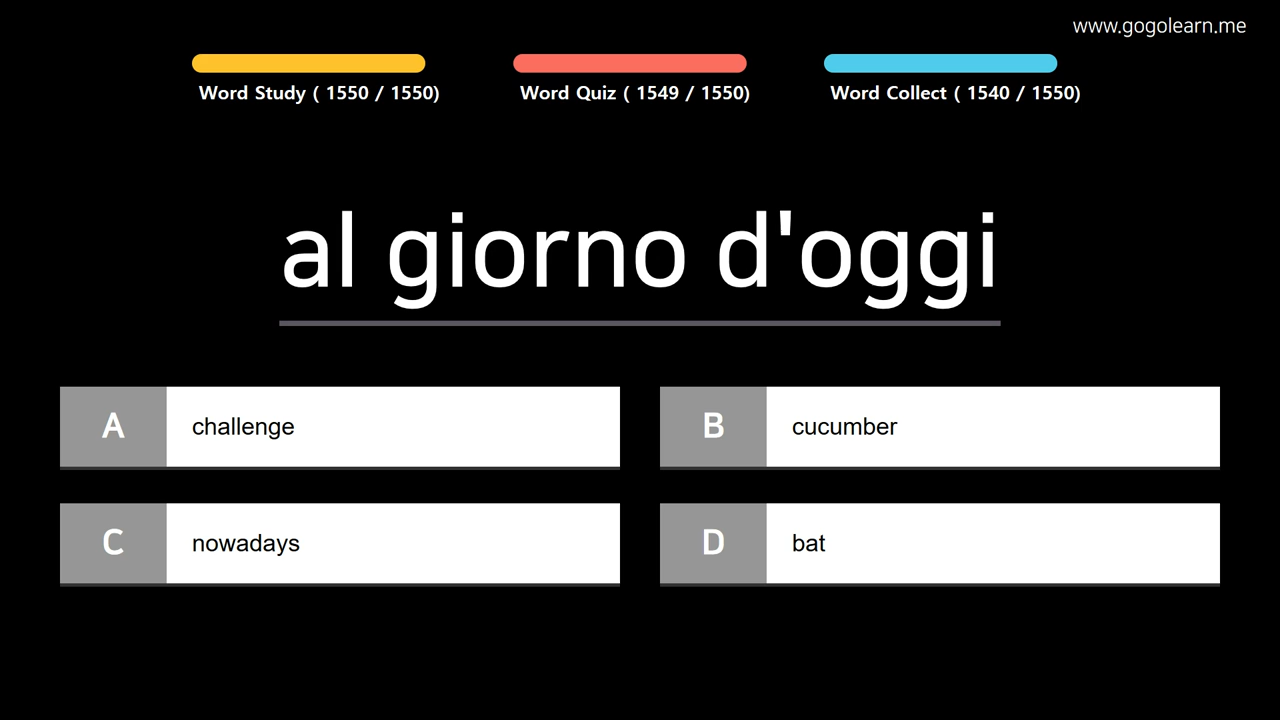 www.gogolearn.me
Word Study ( 1550 / 1550)
Word Quiz ( 1549 / 1550)
Word Collect ( 1540 / 1550)
al giorno d'oggi
A challenge
B cucumber
C nowadays
D bat